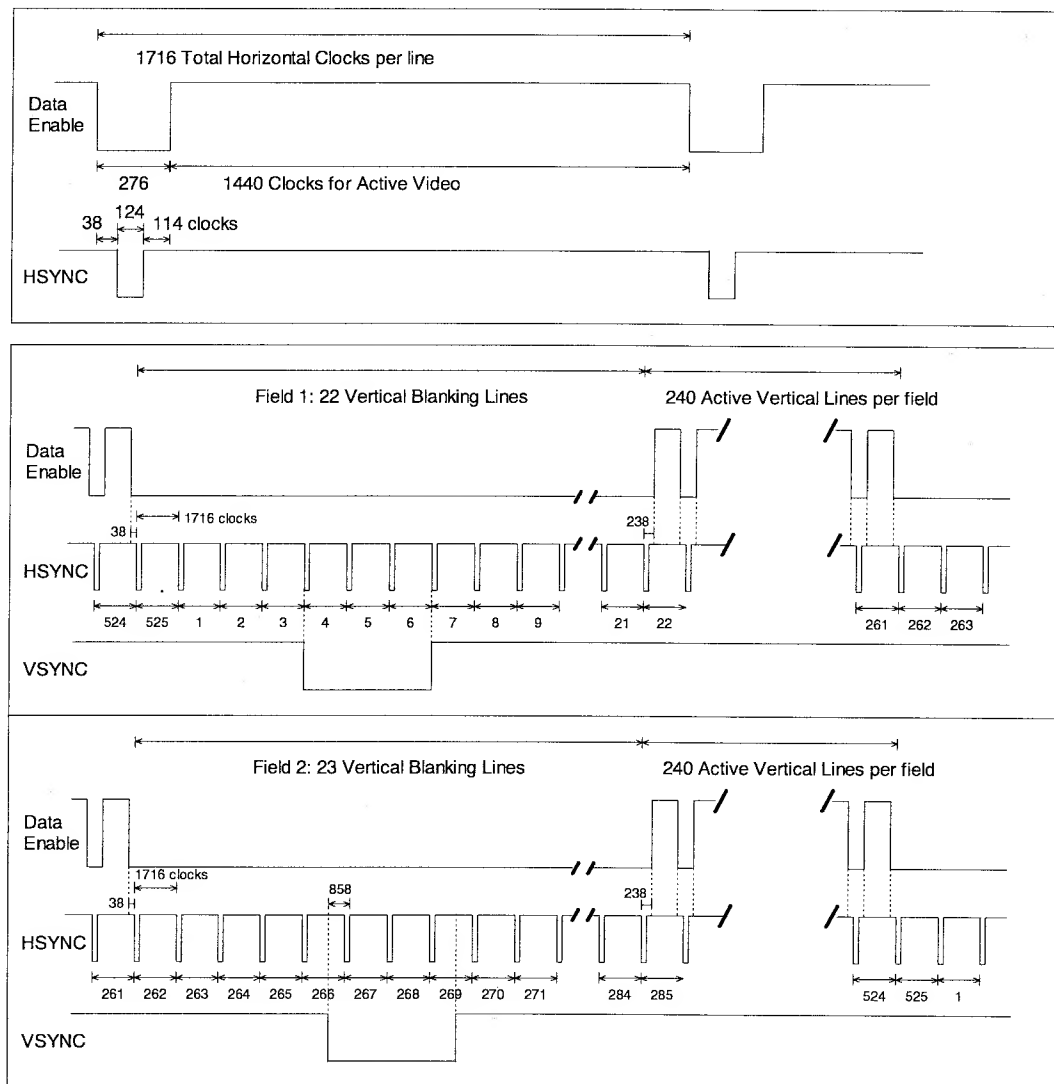 1716 Total Horizontal Clocks per line
Data
Enable
276
1440 Clocks for Active Video
124
38
114 clocks
HSYNC
Field 1: 22 Vertical Blanking Lines
240 Active Vertical Lines per field
Data
Enable
1716 clocks
38
238
HSYNC
524 525 1 2 3 4 5 6 7 8 9 21 22 261 262 263
VSYNC
Field 2: 23 Vertical Blanking Lines
240 Active Vertical Lines per field
Data
Enable
1716 clocks
38
858
238
HSYNC
261 262 263 264 265 266 267 268 269 270 271 284 285 524 525 1
VSYNC